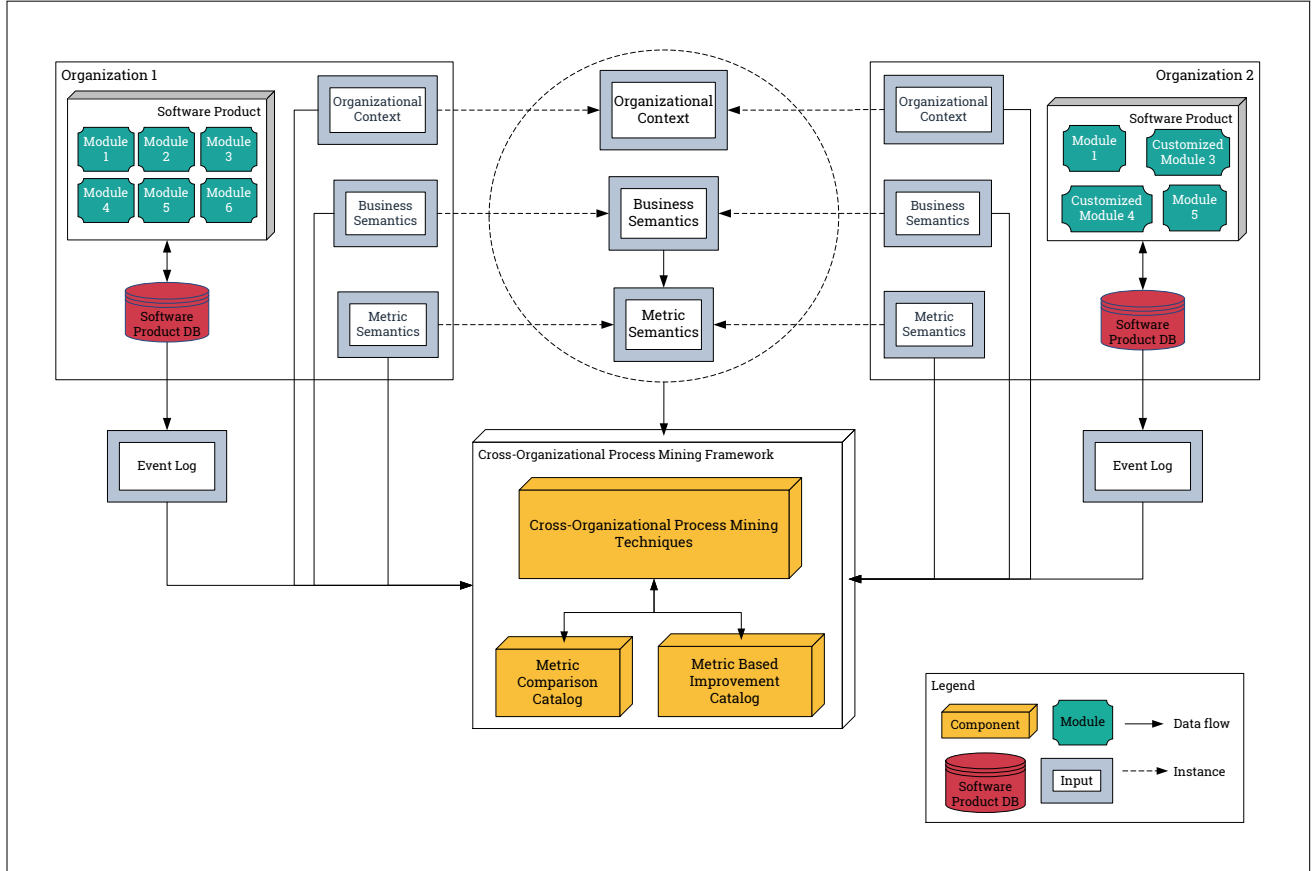 Organization 1
Software Product
Module
1
Module
2
Module
3
Module
4
Module
5
Module
6
Software
Product DB
Event Log
Organizational
Context
Business
Semantics
Metric
Semantics
Organizational
Context
Business
Semantics
Metric
Semantics
Organization 2
Organizational
Context
Business
Semantics
Metric
Semantics
Software Product
Module
1
Customized
Module 3
Customized
Module 4
Module
5
Software
Product DB
Event Log
Cross-Organizational Process Mining Framework
Cross-Organizational Process Mining
Techniques
Metric
Comparison
Catalog
Metric Based
Improvement
Catalog
Legend
Component
Module
Data flow
Software
Product DB
Input
Instance